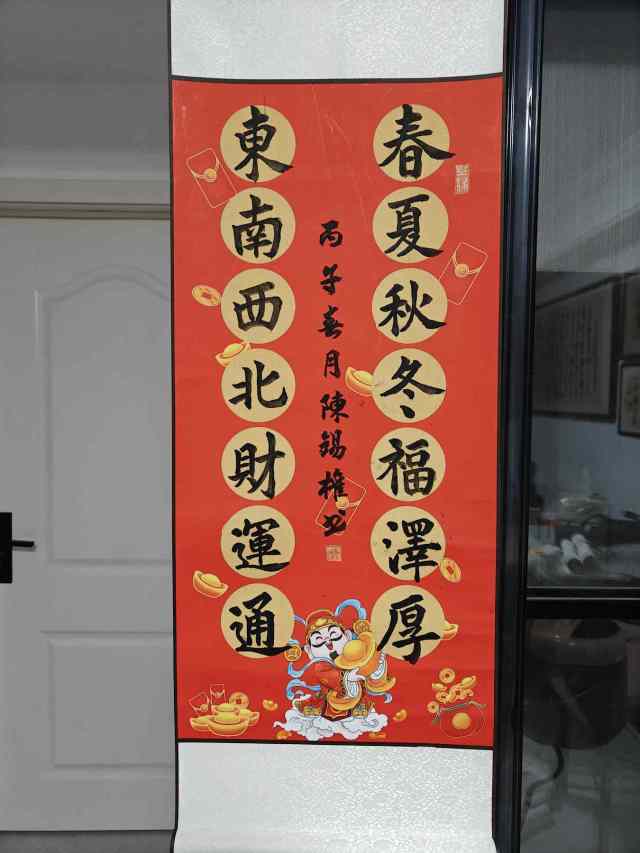 春夏秋冬福澤厚
東南西北財運通
丙子春月陳錫權书